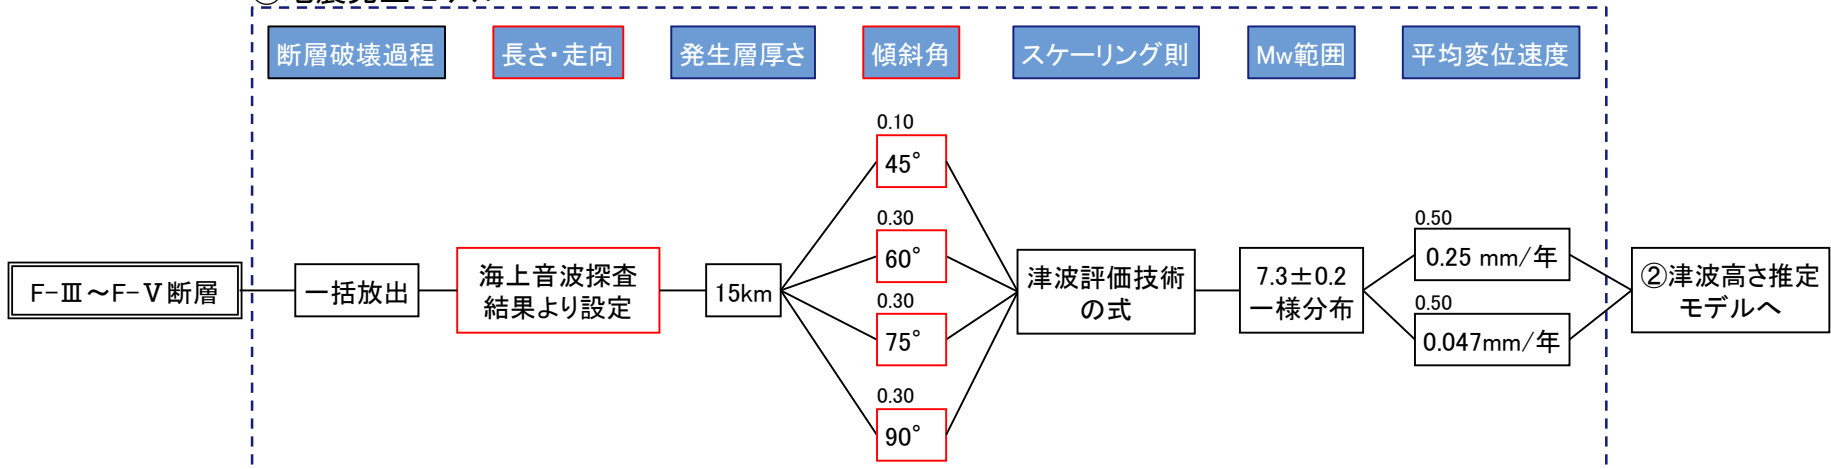 断層破壊過程
長さ・走向
発生層厚さ
傾斜角
スケーリング則
Mw範囲
平均変位速度
F-Ⅲ～F-Ⅴ断層
一括放出
海上音波探査
結果より設定
15km
0.10
45°
0.30
60°
0.30
75°
0.30
90°
津波評価技術
の式
7.3±0.2
一様分布
0.50
0.25 mm/年
0.50
0.047mm/年
②津波高さ推定
モデルへ